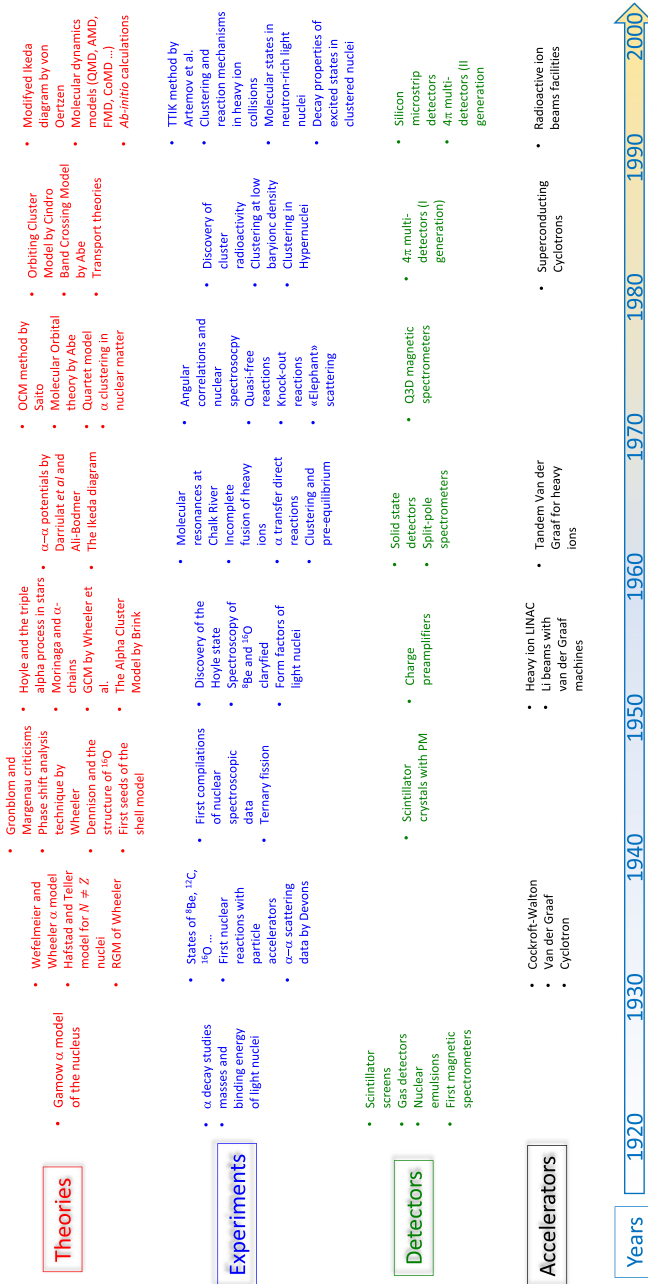 Theories
• Gamow α model
of the nucleus
• Wefelmeier and
Wheeler α model
• Hafstad and Teller
model for N ≠ Z
nuclei
• RGM of Wheeler
• Gronblom and
Margenau criticisms
• Phase shift analysis
technique by
Wheeler
• Dennison and the
structure of ¹⁶O
• First seeds of the
shell model
• Hoyle and the triple
alpha process in stars
• Morinaga and α-
chains
• GCM by Wheeler et
al.
• The Alpha Cluster
Model by Brink
• α–α potentials by
Darriulat et al and
Ali-Bodmer
• The Ikeda diagram
• OCM method by
Saito
• Molecular Orbital
theory by Abe
• Quartet model
• α clustering in
nuclear matter
• Orbiting Cluster
Model by Cindro
• Band Crossing Model
by Abe
• Transport theories
• Modifyed Ikeda
diagram by von
Oertzen
• Molecular dynamics
models (QMD, AMD,
FMD, CoMD ...)
• Ab-initio calculations
Experiments
• α decay studies
• masses and
binding energy
of light nuclei
• States of ⁸Be, ¹²C,
¹⁶O ...
• First nuclear
reactions with
particle
accelerators
• α–α scattering
data by Devons
• First compilations
of nuclear
spectroscopic
data
• Ternary fission
• Discovery of the
Hoyle state
• Spectroscopy of
⁸Be and ¹⁶O
claryfied
• Form factors of
light nuclei
• Molecular
resonances at
Chalk River
• Incomplete
fusion of heavy
ions
• α transfer direct
reactions
• Clustering and
pre-equilibrium
• Angular
correlations and
nuclear
spectrosocpy
• Quasi-free
reactions
• Knock-out
reactions
• «Elephant»
scattering
• Discovery of
cluster
radioactivity
• Clustering at low
baryionc density
• Clustering in
Hypernuclei
• TTIK method by
Artemov et al.
• Clustering and
reaction mechanisms
in heavy ion
collisions
• Molecular states in
neutron-rich light
nuclei
• Decay properties of
excited states in
clustered nuclei
Detectors
• Scintillator
screens
• Gas detectors
• Nuclear
emulsions
• First magnetic
spectrometers
• Scintillator
crystals with PM
• Charge
preamplifiers
• Solid state
detectors
• Split-pole
spectrometers
• Q3D magnetic
spectrometers
• 4π multi-
detectors (I
generation)
• Silicon
microstrip
detectors
• 4π multi-
detectors (II
generation
Accelerators
• Cockroft-Walton
• Van der Graaf
• Cyclotron
• Heavy ion LINAC
• Li beams with
van der Graaf
machines
• Tandem Van der
Graaf for heavy
ions
• Superconducting
Cyclotrons
• Radioactive ion
beams facilities
Years
1920
1930
1940
1950
1960
1970
1980
1990
2000